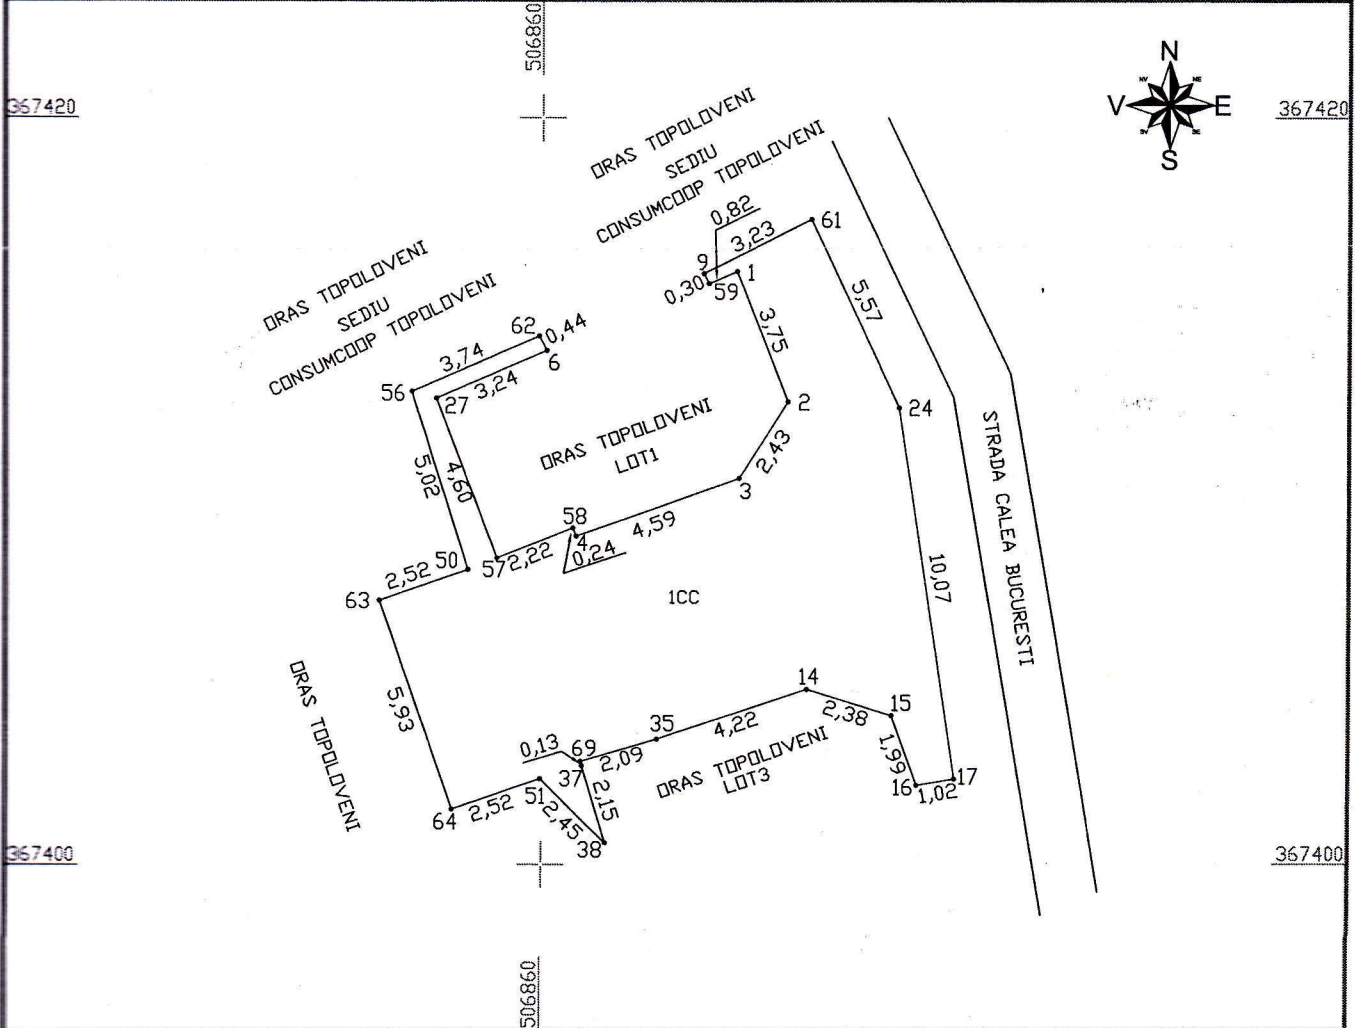 506860
367420
367420
N
NV
NE
V
E
SV
SE
S
ORAS TOPOLOVENI
SEDIU
CONSUMCOOP TOPOLOVENI
ORAS TOPOLOVENI
SEDIU
CONSUMCOOP TOPOLOVENI
0,82
61
3,23
9
1
0,30
59
5,57
3,75
62
0,44
3,74
6
56
3,24
27
2
24
ORAS TOPOLOVENI
LOT1
2,43
5,02
4,60
3
58
4,59
4
0,24
50
57
2,22
2,52
63
10,07
STRADA CALEA BUCURESTI
1CC
5,93
ORAS TOPOLOVENI
14
2,38
15
4,22
35
1,99
0,13
69
2,09
37
ORAS TOPOLOVENI
LOT3
16
1,02
17
51
2,15
64
2,52
2,45
38
367400
367400
506860